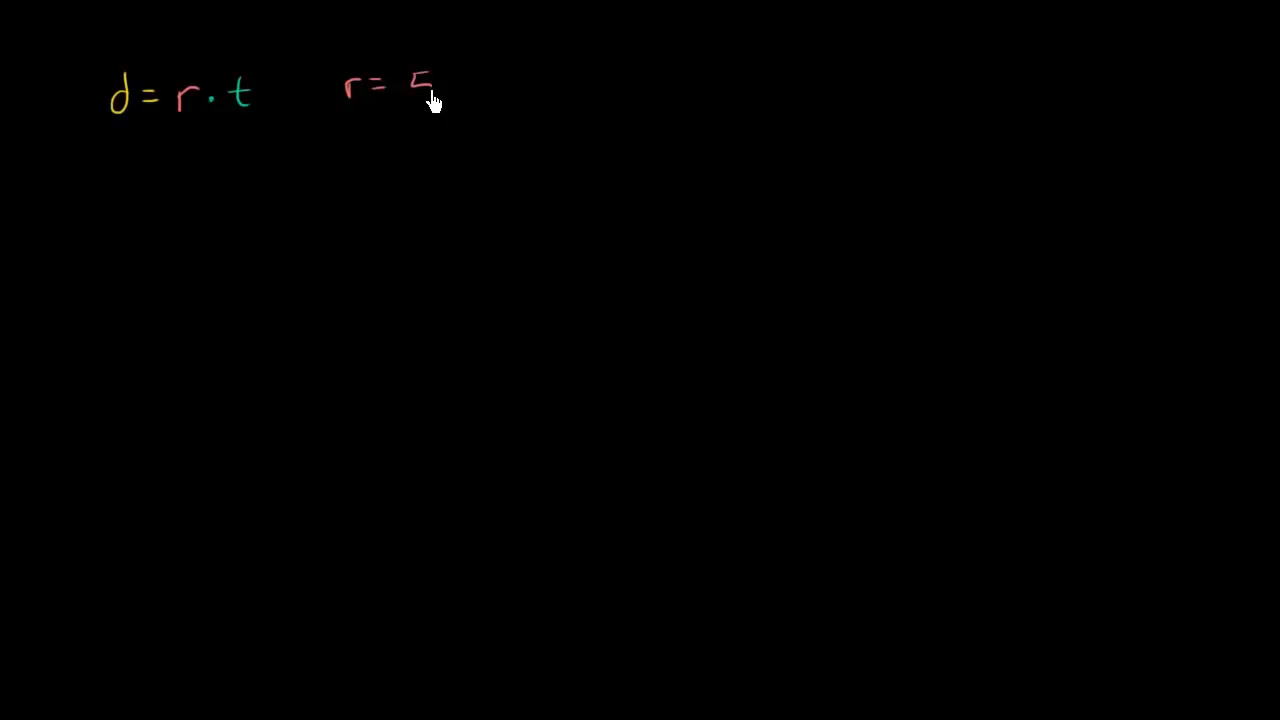 d = r · t r = 5